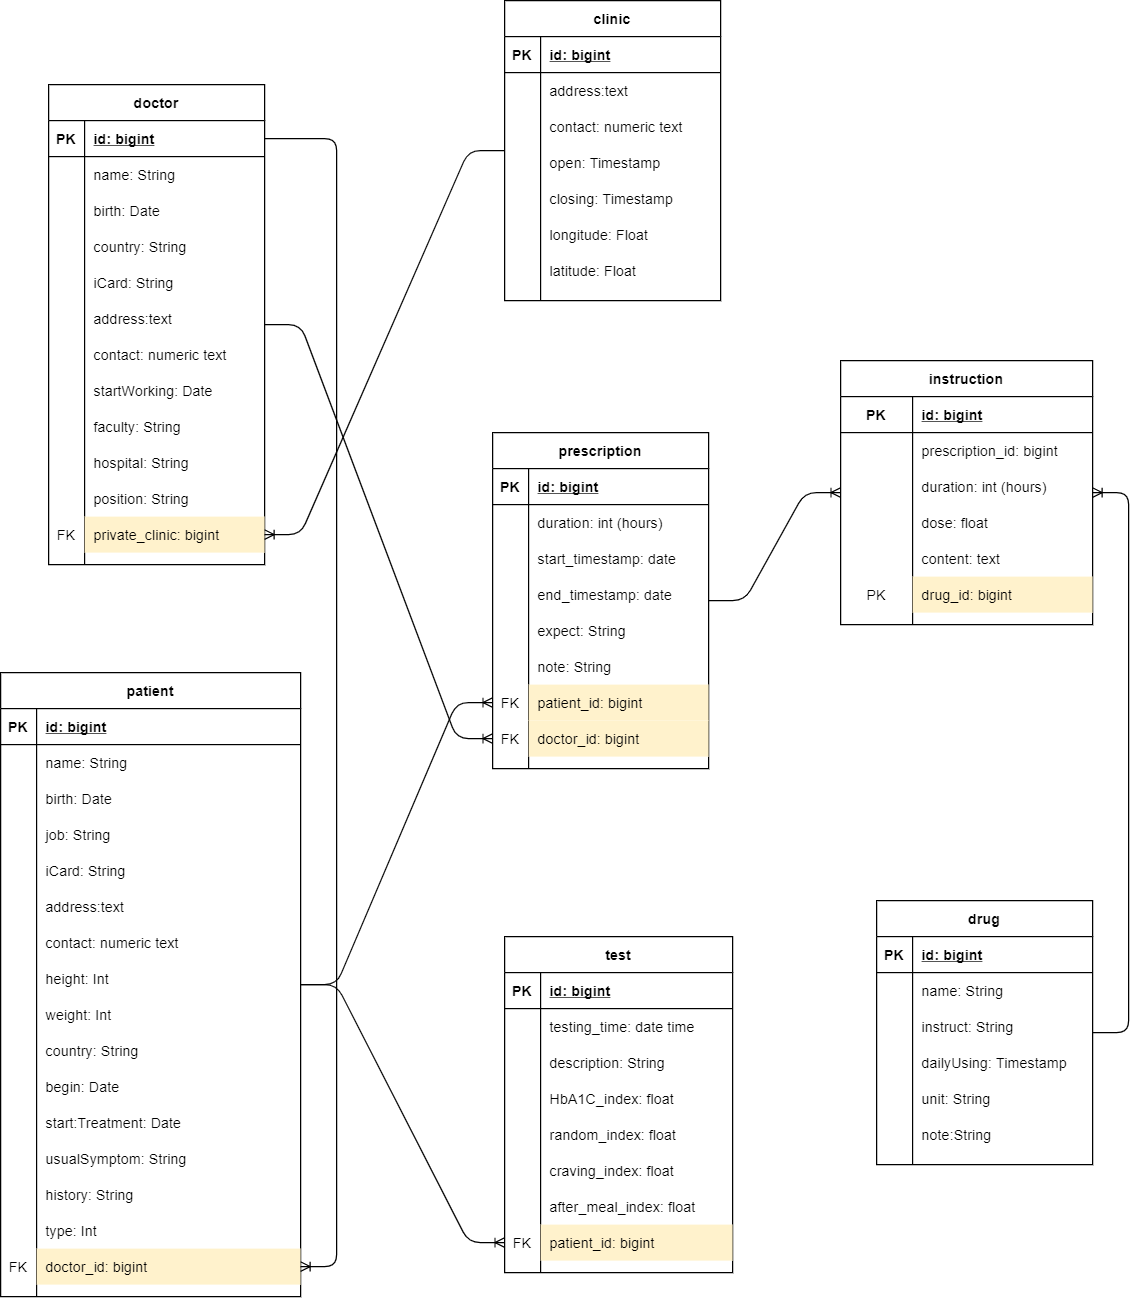 clinic
PK id: bigint
address:text
contact: numeric text
open: Timestamp
closing: Timestamp
longitude: Float
latitude: Float
doctor
PK id: bigint
name: String
birth: Date
country: String
iCard: String
address:text
contact: numeric text
startWorking: Date
faculty: String
hospital: String
position: String
FK private_clinic: bigint
instruction
PK id: bigint
prescription_id: bigint
duration: int (hours)
dose: float
content: text
PK drug_id: bigint
prescription
PK id: bigint
duration: int (hours)
start_timestamp: date
end_timestamp: date
expect: String
note: String
FK patient_id: bigint
FK doctor_id: bigint
patient
PK id: bigint
name: String
birth: Date
job: String
iCard: String
address:text
contact: numeric text
height: Int
weight: Int
country: String
begin: Date
start:Treatment: Date
usualSymptom: String
history: String
type: Int
FK doctor_id: bigint
test
PK id: bigint
testing_time: date time
description: String
HbA1C_index: float
random_index: float
craving_index: float
after_meal_index: float
FK patient_id: bigint
drug
PK id: bigint
name: String
instruct: String
dailyUsing: Timestamp
unit: String
note:String